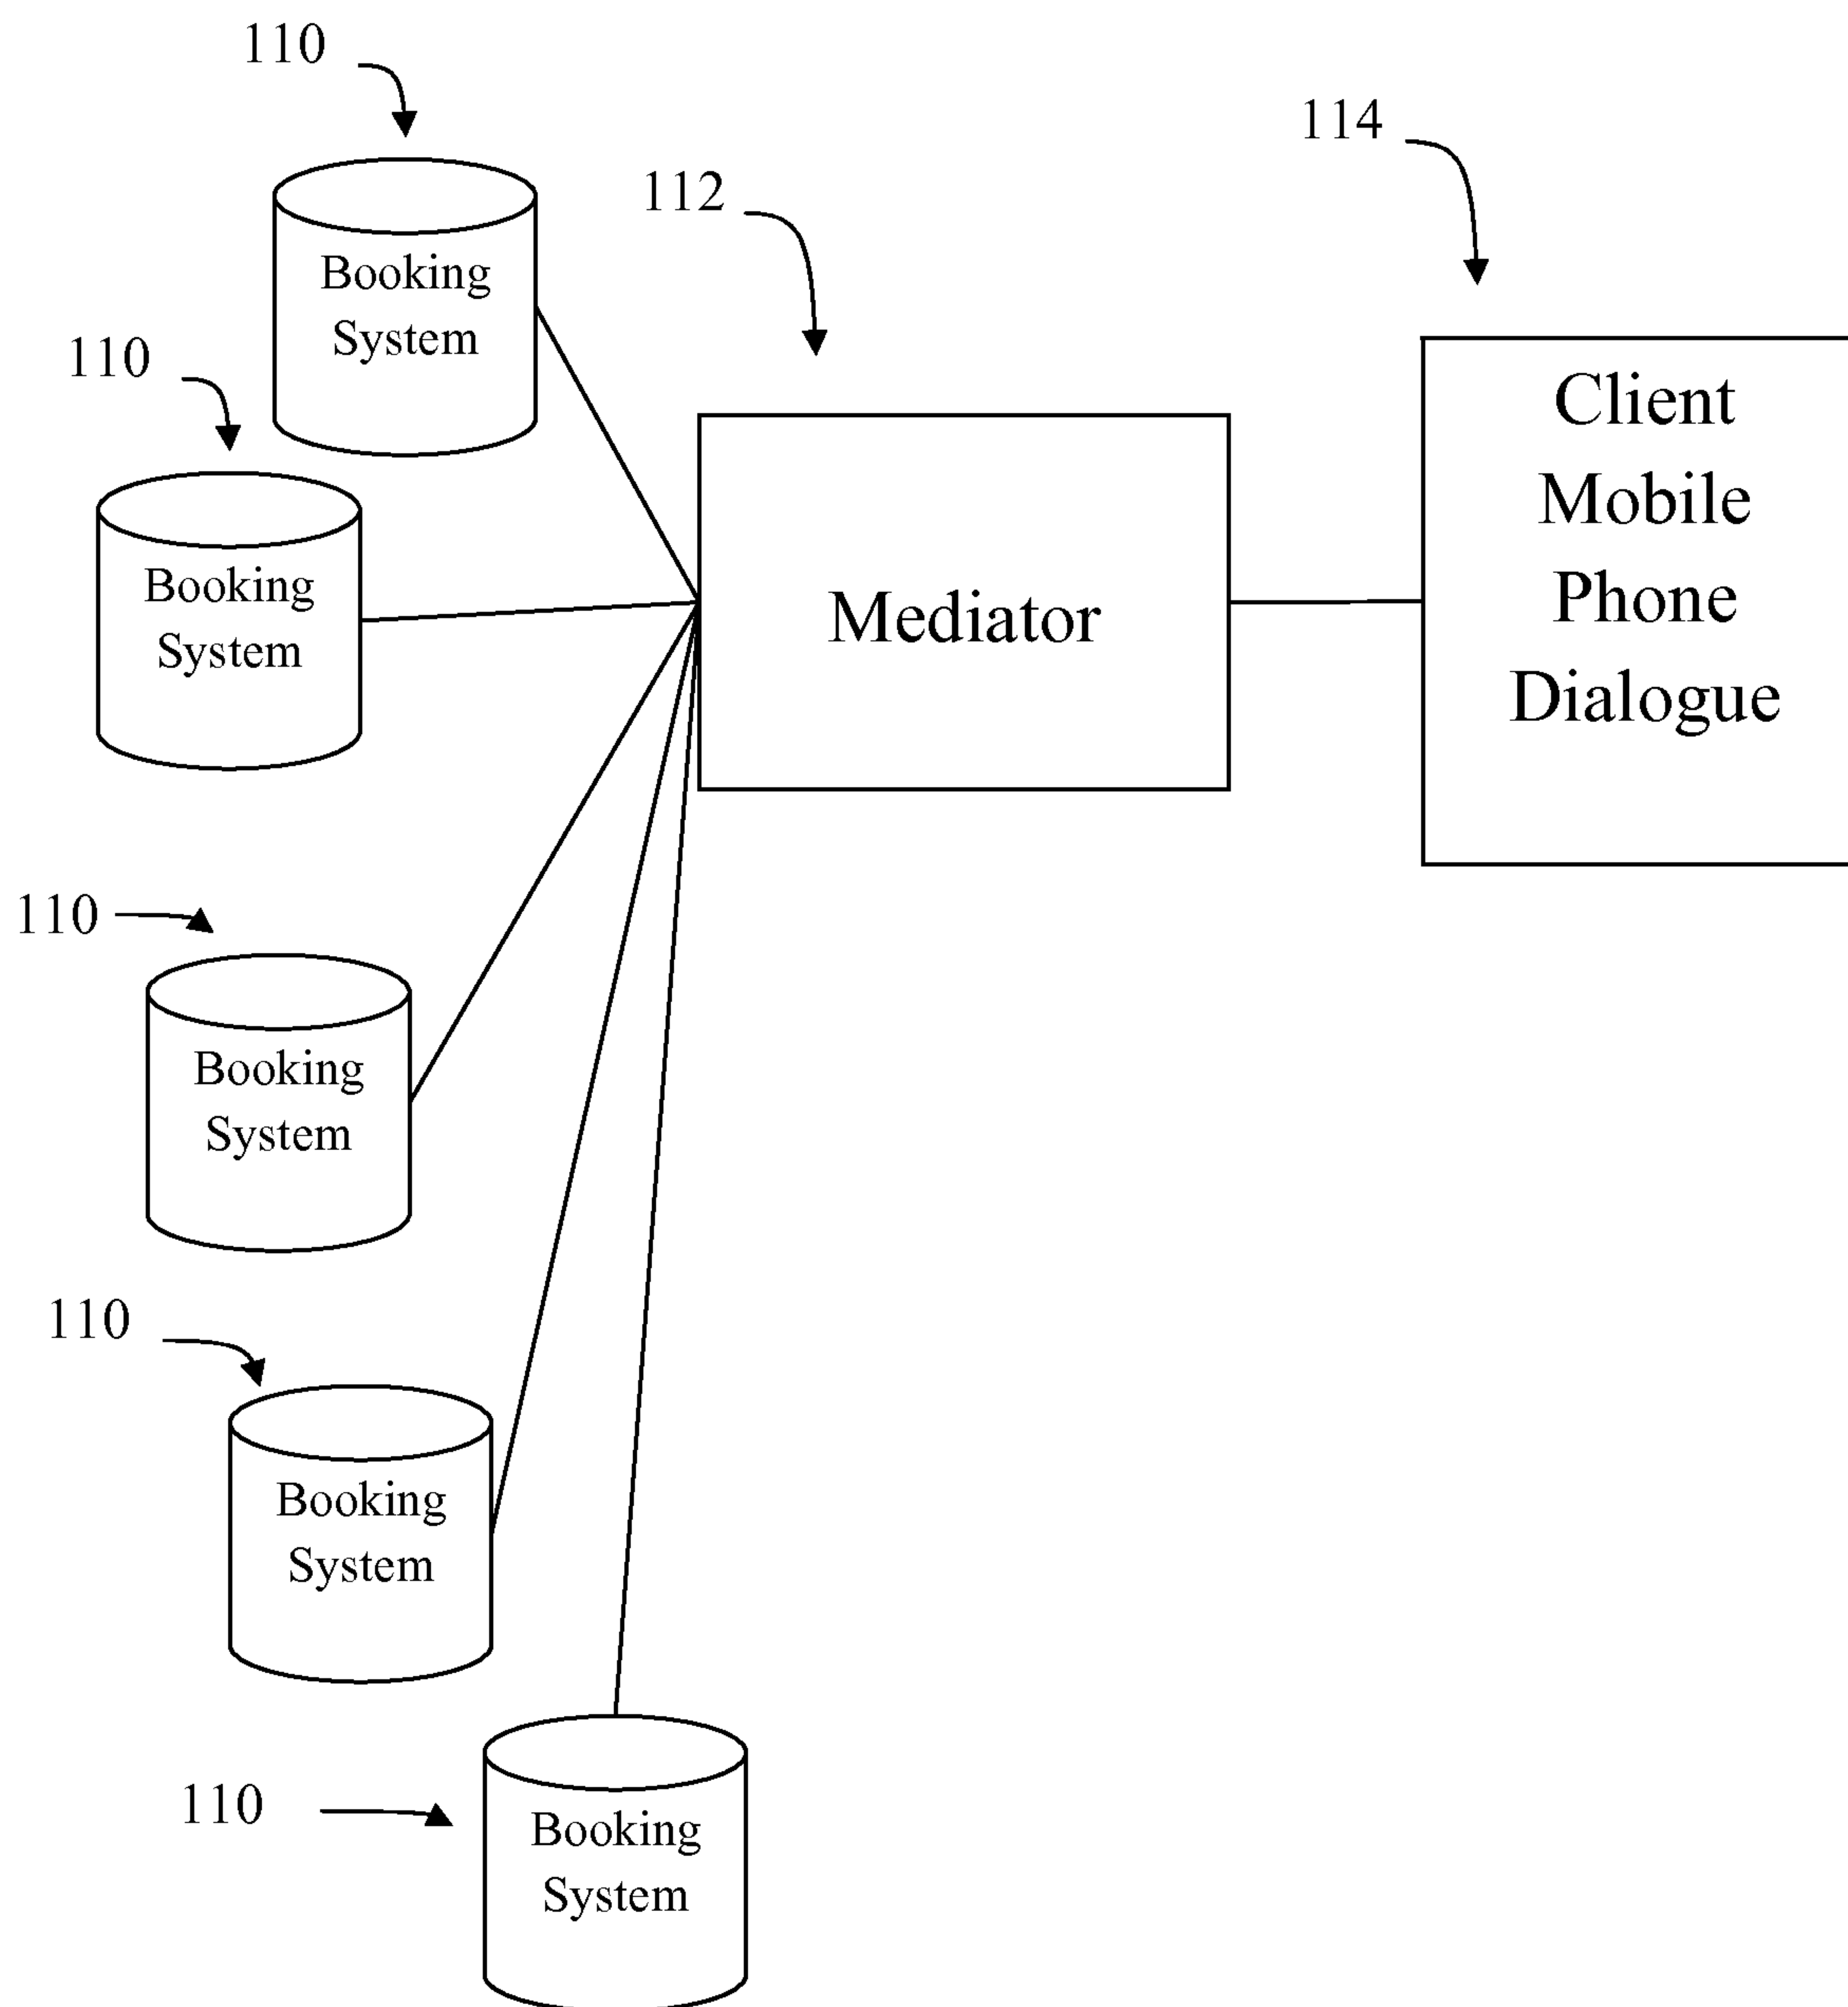 110
114
112
Booking
System
110
Client
Mobile
Phone
Dialogue
Booking
System
Mediator
110
Booking
System
110
Booking
System
110
Booking
System